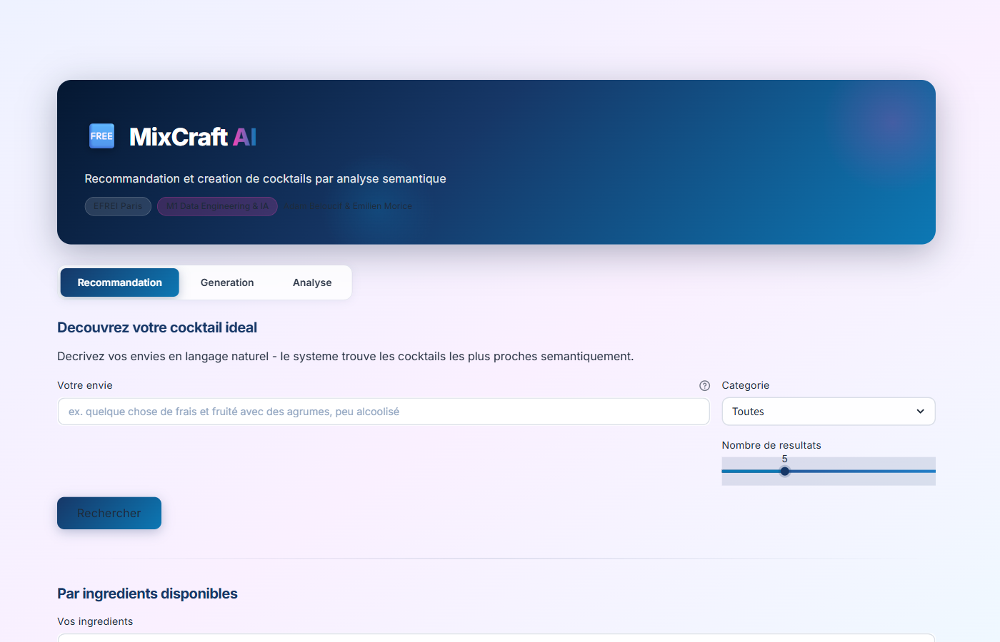 FREE
MixCraft AI
Recommandation et creation de cocktails par analyse semantique
EFREI Paris M1 Data Engineering & IA & Emilien Morice
Recommandation Generation Analyse
Decouvrez votre cocktail ideal
Decrivez vos envies en langage naturel - le systeme trouve les cocktails les plus proches semantiquement.
Votre envie
ex. quelque chose de frais et fruité avec des agrumes, peu alcoolisé
Categorie
Toutes
Nombre de resultats
5
Rechercher
Par ingredients disponibles
Vos ingredients